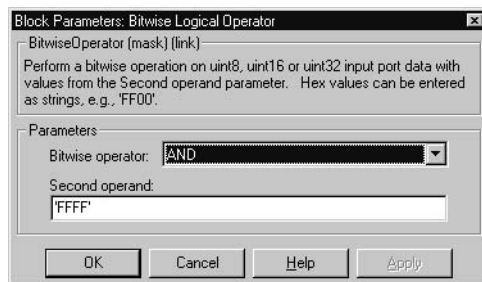 Block Parameters: Bitwise Logical Operator
BitwiseOperator (mask) (link)
Perform a bitwise operation on uint8, uint16 or uint32 input port data with
values from the Second operand parameter. Hex values can be entered
as strings, e.g., 'FF00'.
Parameters
Bitwise operator: AND
Second operand:
'FFFF'
OK Cancel Help Apply